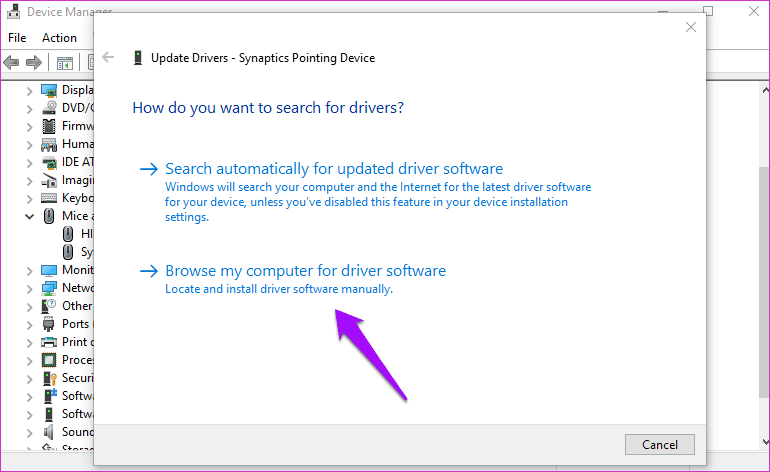 Device Manager
File Action
Update Drivers - Synaptics Pointing Device
How do you want to search for drivers?
Search automatically for updated driver software
Windows will search your computer and the Internet for the latest driver software
for your device, unless you've disabled this feature in your device installation
settings.
Browse my computer for driver software
Locate and install driver software manually.
Cancel
Displa
DVD/C
Firmw
Huma
IDE AT
Imagin
Keybo
Mice a
HI
Sy
Monit
Netwo
Other
Ports (
Print q
Proces
Securi
Softwa
Softwa
Sound